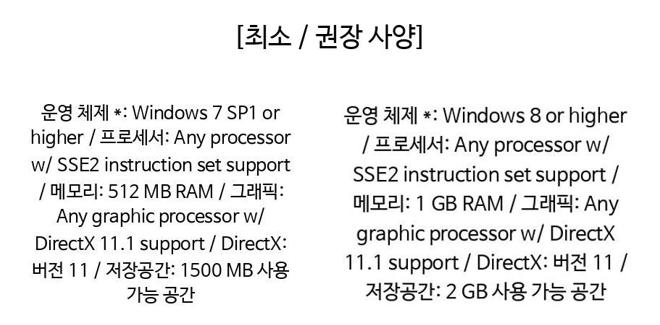 [최소 / 권장 사양]
운영 체제 *: Windows 7 SP1 or
higher / 프로세서: Any processor
w/ SSE2 instruction set support
/ 메모리: 512 MB RAM / 그래픽:
Any graphic processor w/
DirectX 11.1 support / DirectX:
버전 11 / 저장공간: 1500 MB 사용
가능 공간
운영 체제 *: Windows 8 or higher
/ 프로세서: Any processor w/
SSE2 instruction set support /
메모리: 1 GB RAM / 그래픽: Any
graphic processor w/ DirectX
11.1 support / DirectX: 버전 11 /
저장공간: 2 GB 사용 가능 공간